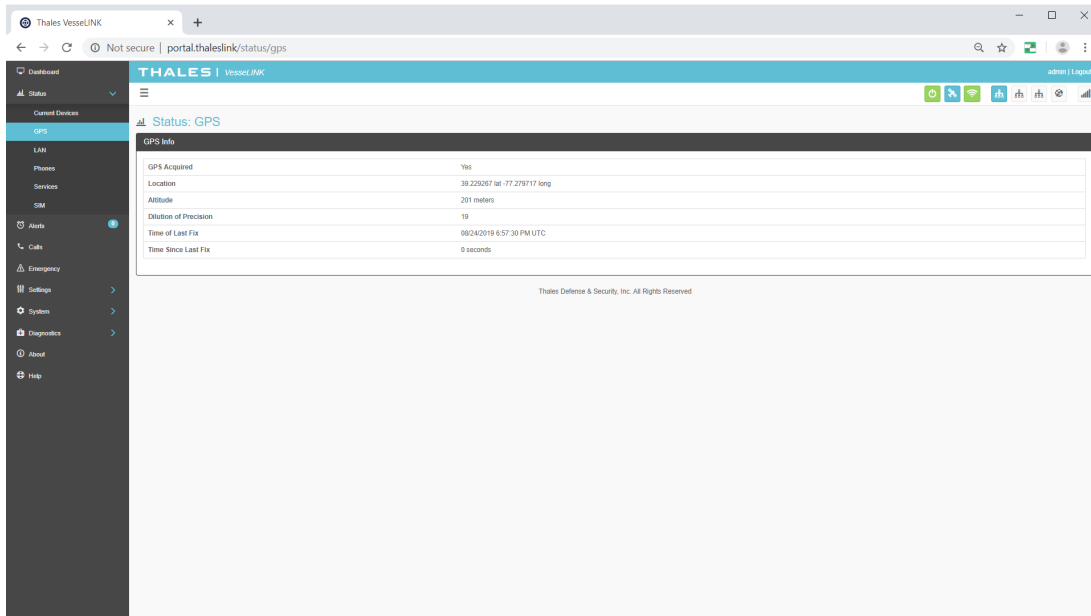 Thales VesseLINK
Not secure | portal.thaleslink/status/gps
Dashboard
Status
Current Devices
GPS
LAN
Phones
Services
SIM
Alerts 0
Calls
Emergency
Settings
System
Diagnostics
About
Help
THALES | VesseLINK
admin | Logout
Status: GPS
GPS Info
GPS Acquired Yes
Location 39.229267 lat -77.279717 long
Altitude 201 meters
Dilution of Precision 19
Time of Last Fix 08/24/2019 6:57:30 PM UTC
Time Since Last Fix 0 seconds
Thales Defense & Security, Inc. All Rights Reserved